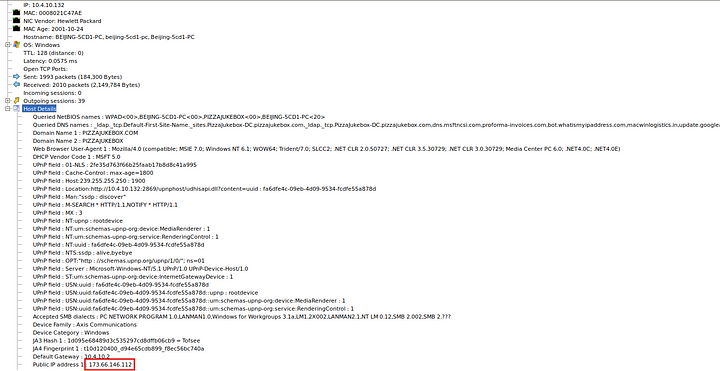 IP: 10.4.10.132
MAC: 0008021C47AE
NIC Vendor: Hewlett Packard
MAC Age: 2001-10-24
Hostname: BEIJING-5CD1-PC, beijing-5cd1-pc, Beijing-5CD1-PC
OS: Windows
TTL: 128 (distance: 0)
Latency: 0.0575 ms
Open TCP Ports:
Sent: 1993 packets (184,300 Bytes)
Received: 2010 packets (2,149,784 Bytes)
Incoming sessions: 0
Outgoing sessions: 39
Host Details
Queried NetBIOS names : WPAD<00>,BEIJING-5CD1-PC<00>,PIZZAJUKEBOX<00>,BEIJING-5CD1-PC<20>
Queried DNS names : _ldap._tcp.Default-First-Site-Name._sites.Pizzajukebox-DC.pizzajukebox.com,_ldap._tcp.Pizzajukebox-DC.pizzajukebox.com,dns.msftncsi.com,proforma-invoices.com,bot.whatismyipaddress.com,macwinlogistics.in,update.google
Domain Name 1 : PIZZAJUKEBOX.COM
Domain Name 2 : PIZZAJUKEBOX
Web Browser User-Agent 1 : Mozilla/4.0 (compatible; MSIE 7.0; Windows NT 6.1; WOW64; Trident/7.0; SLCC2; .NET CLR 2.0.50727; .NET CLR 3.5.30729; .NET CLR 3.0.30729; Media Center PC 6.0; .NET4.0C; .NET4.0E)
DHCP Vendor Code 1 : MSFT 5.0
UPnP field : 01-NLS : 2fe35d763f66b25faab17b8d8c41a995
UPnP field : Cache-Control : max-age=1800
UPnP field : Host:239.255.255.250 : 1900
UPnP field : Location:http://10.4.10.132:2869/upnphost/udhisapi.dll?content=uuid : fa6dfe4c-09eb-4d09-9534-fcdfe55a878d
UPnP field : Man:"ssdp : discover"
UPnP field : M-SEARCH * HTTP/1.1,NOTIFY * HTTP/1.1
UPnP field : MX : 3
UPnP field : NT:upnp : rootdevice
UPnP field : NT:urn:schemas-upnp-org:device:MediaRenderer : 1
UPnP field : NT:urn:schemas-upnp-org:service:RenderingControl : 1
UPnP field : NT:uuid : fa6dfe4c-09eb-4d09-9534-fcdfe55a878d
UPnP field : NTS:ssdp : alive,byebye
UPnP field : OPT:"http : //schemas.upnp.org/upnp/1/0/"; ns=01
UPnP field : Server : Microsoft-Windows-NT/5.1 UPnP/1.0 UPnP-Device-Host/1.0
UPnP field : ST:urn:schemas-upnp-org:device:InternetGatewayDevice : 1
UPnP field : USN:uuid : fa6dfe4c-09eb-4d09-9534-fcdfe55a878d
UPnP field : USN:uuid:fa6dfe4c-09eb-4d09-9534-fcdfe55a878d::upnp : rootdevice
UPnP field : USN:uuid:fa6dfe4c-09eb-4d09-9534-fcdfe55a878d::urn:schemas-upnp-org:device:MediaRenderer : 1
UPnP field : USN:uuid:fa6dfe4c-09eb-4d09-9534-fcdfe55a878d::urn:schemas-upnp-org:service:RenderingControl : 1
Accepted SMB dialects : PC NETWORK PROGRAM 1.0,LANMAN1.0,Windows for Workgroups 3.1a,LM1.2X002,LANMAN2.1,NT LM 0.12,SMB 2.002,SMB 2.???
Device Family : Axis Communications
Device Category : Windows
JA3 Hash 1 : 1d095e68489d3c535297cd8dffb06cb9 = Tofsee
JA4 Fingerprint 1 : t10d120400_d94e65cdb899_f8ec56bc740a
Default Gateway : 10.4.10.2
Public IP address 1 : 173.66.146.112